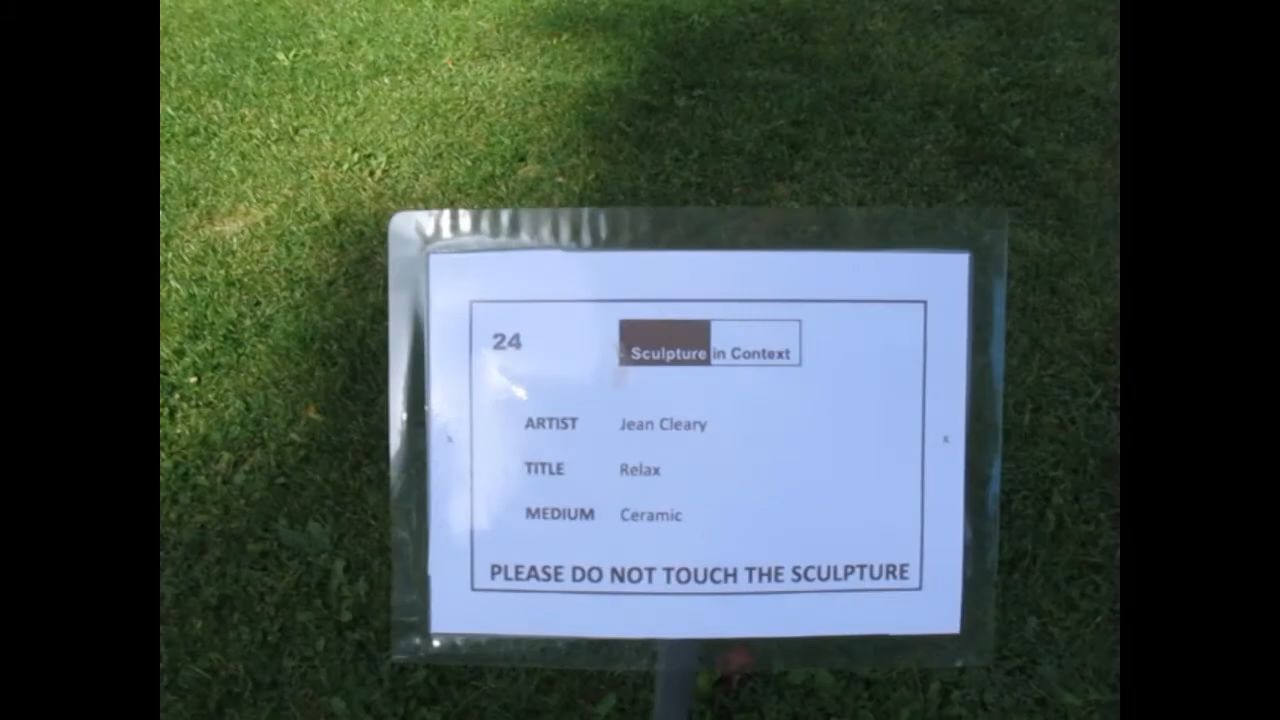 24
Sculpture in Context
ARTIST Jean Cleary
TITLE Relax
MEDIUM Ceramic
PLEASE DO NOT TOUCH THE SCULPTURE
x
x